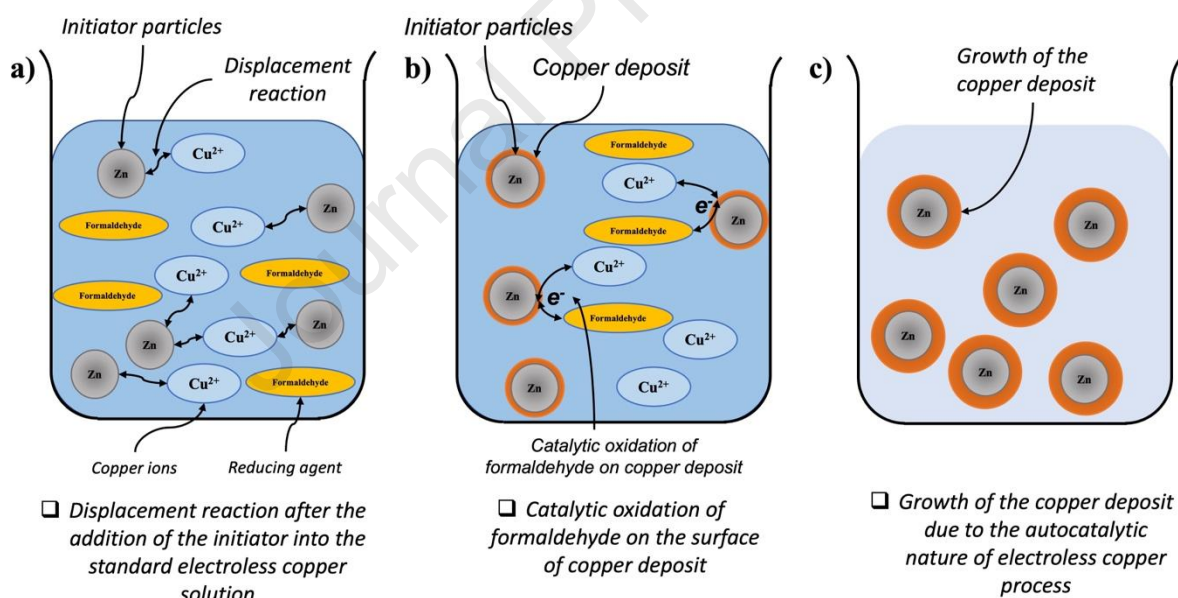 Initiator particles
a)
Displacement
reaction
Cu2+
Zn
Zn
Formaldehyde
Cu2+
Cu2+
Formaldehyde
Formaldehyde
Zn
Cu2+
Zn
Zn
Cu2+
Formaldehyde
Copper ions
Reducing agent
❑ Displacement reaction after the
addition of the initiator into the
standard electroless copper
solution
Initiator particles
b)
Copper deposit
Formaldehyde
Zn
Cu2+
e-
Zn
Formaldehyde
Cu2+
Zn
e-
Formaldehyde
Cu2+
Zn
Cu2+
Catalytic oxidation of
formaldehyde on copper deposit
❑ Catalytic oxidation of
formaldehyde on the surface
of copper deposit
c)
Growth of the
copper deposit
Zn
Zn
Zn
Zn
Zn
Zn
❑ Growth of the copper deposit
due to the autocatalytic
nature of electroless copper
process
Journal P